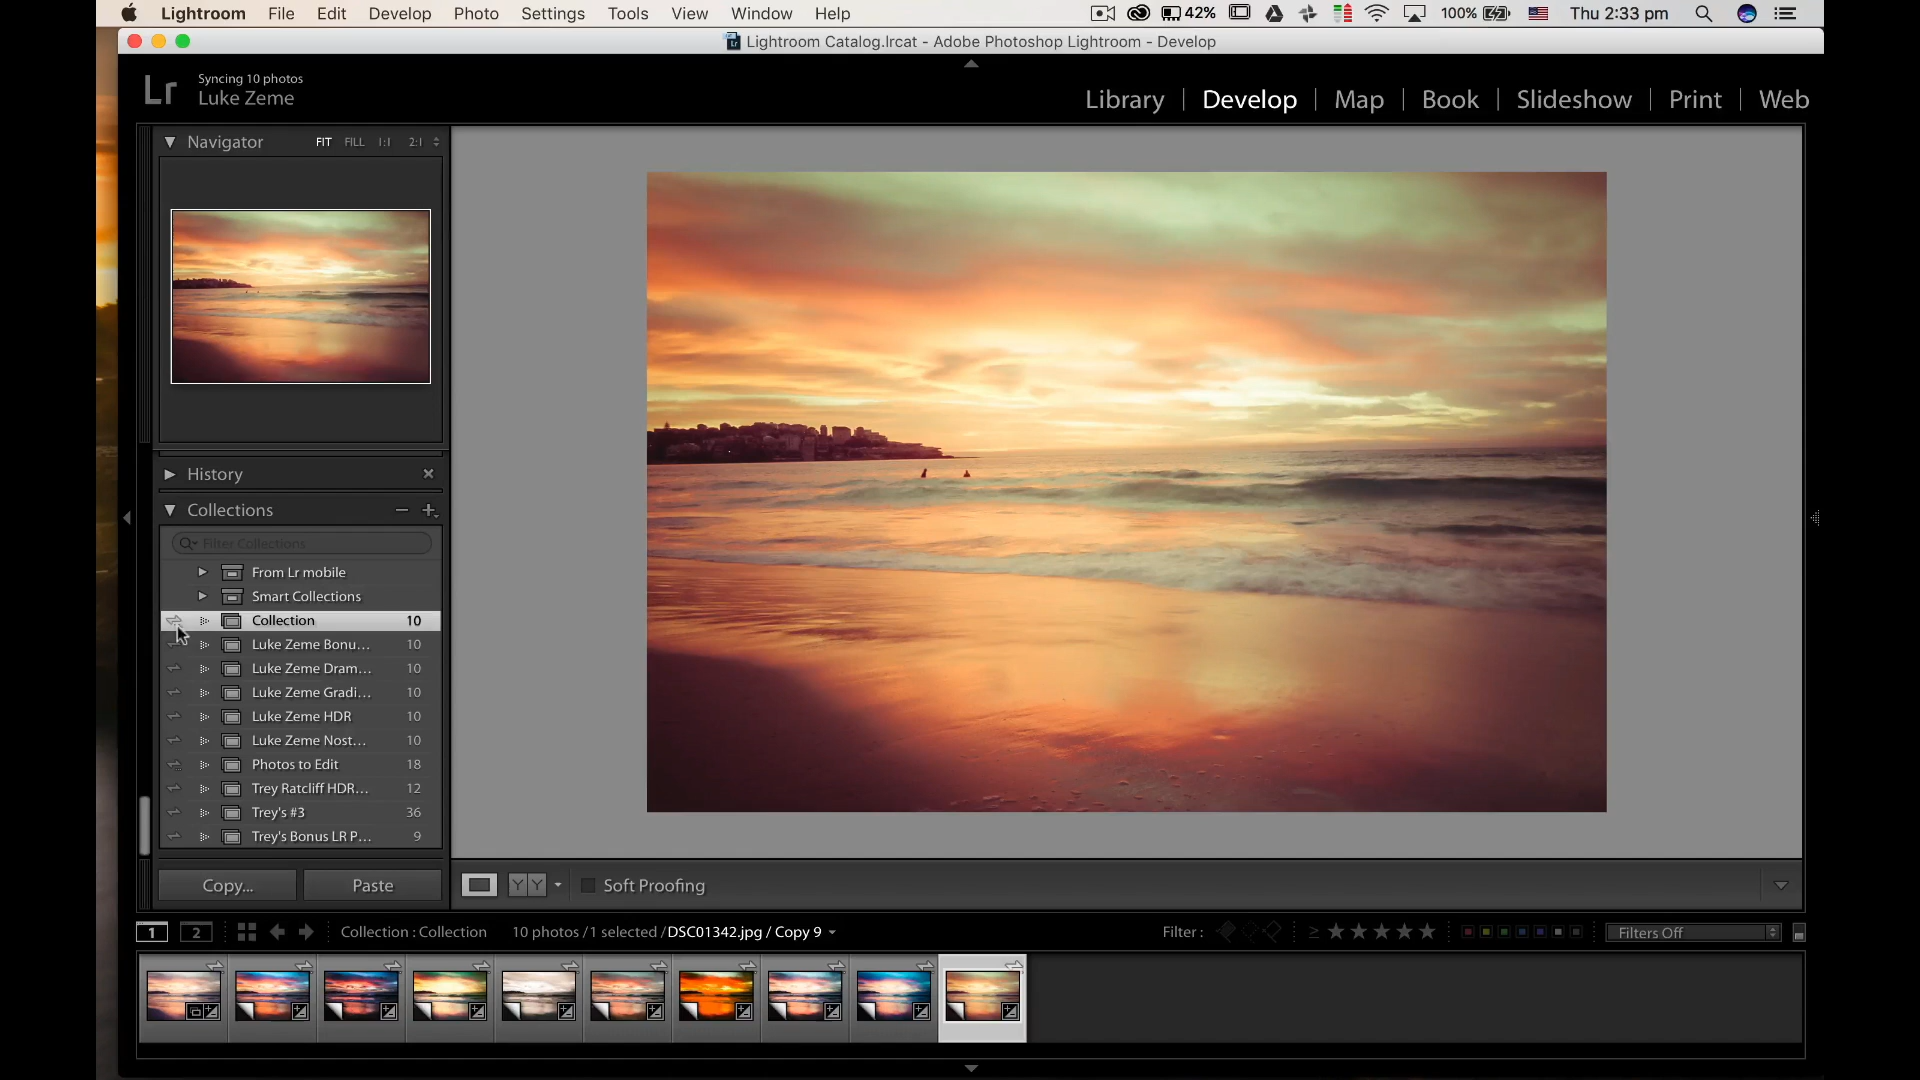 Lightroom File Edit Develop Photo Settings Tools View Window Help 42% 100% Thu 2:33 pm
Lightroom Catalog.lrcat - Adobe Photoshop Lightroom - Develop
Lr
Syncing 10 photos
Luke Zeme
Library | Develop | Map | Book | Slideshow | Print | Web
Navigator FIT FILL 1:1 2:1
History
Collections
Filter Collections
From Lr mobile
Smart Collections
Collection 10
Luke Zeme Bonu... 10
Luke Zeme Dram... 10
Luke Zeme Gradi... 10
Luke Zeme HDR 10
Luke Zeme Nost... 10
Photos to Edit 18
Trey Ratcliff HDR... 12
Trey's #3 36
Trey's Bonus LR P... 9
Copy... Paste
Y Y Soft Proofing
1 2 Collection : Collection 10 photos / 1 selected / DSC01342.jpg / Copy 9 Filter : ≥ ★★★★★ Filters Off